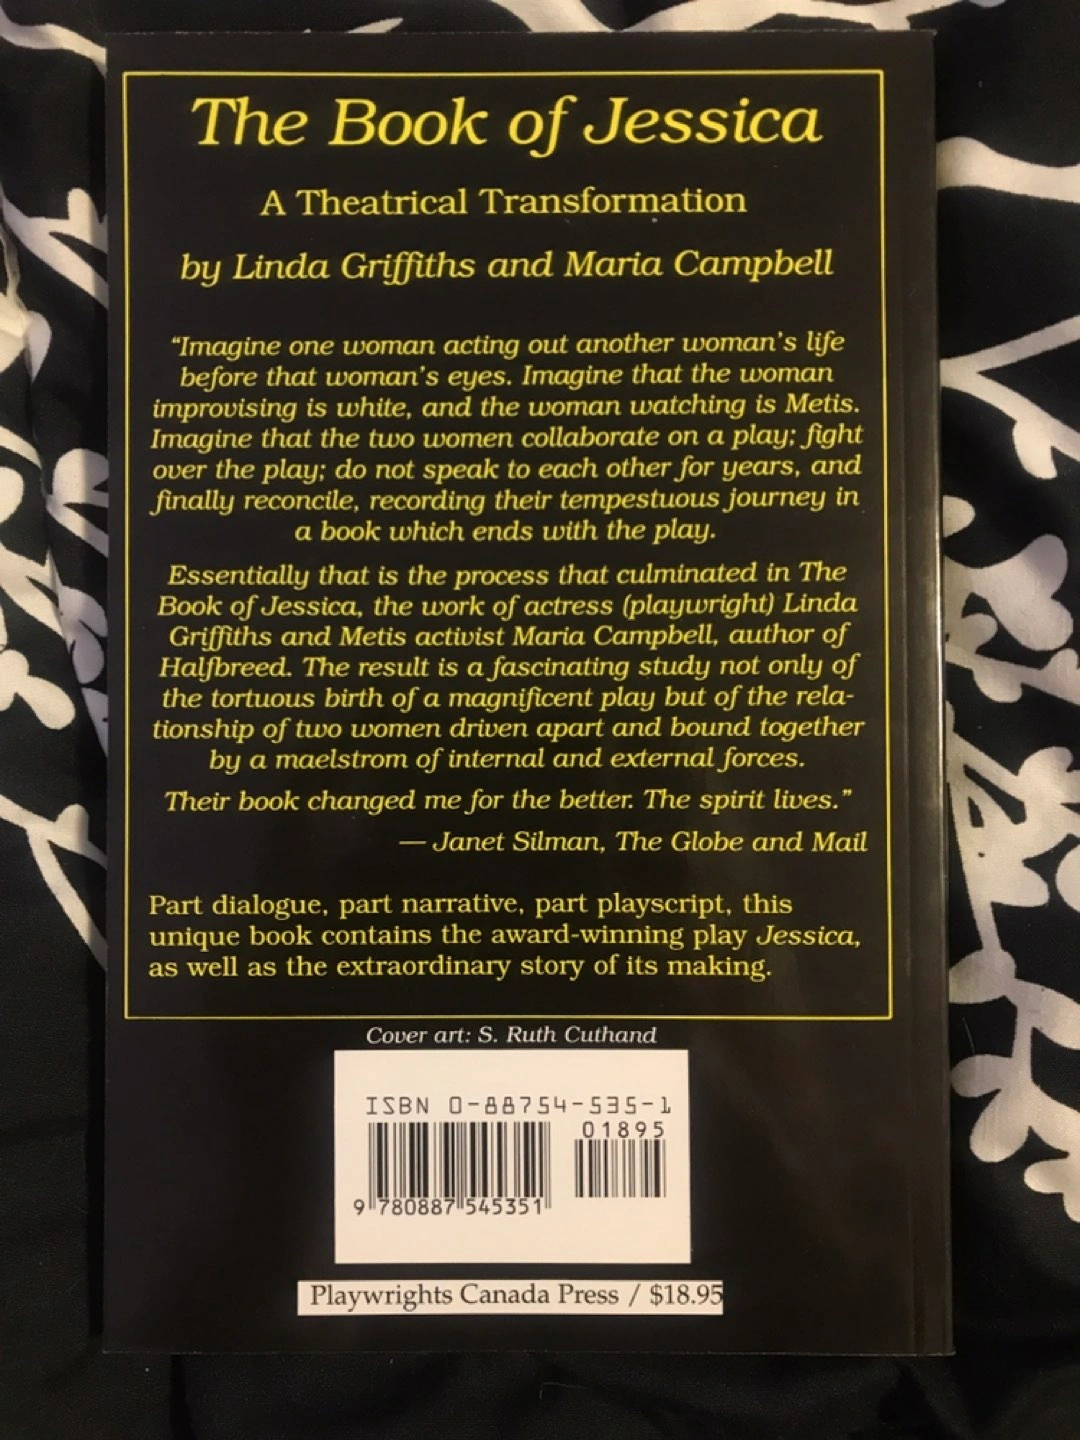 The Book of Jessica
A Theatrical Transformation
by Linda Griffiths and Maria Campbell
“Imagine one woman acting out another woman’s life
before that woman’s eyes. Imagine that the woman
improvising is white, and the woman watching is Metis.
Imagine that the two women collaborate on a play; fight
over the play; do not speak to each other for years, and
finally reconcile, recording their tempestuous journey in
a book which ends with the play.
Essentially that is the process that culminated in The
Book of Jessica, the work of actress (playwright) Linda
Griffiths and Metis activist Maria Campbell, author of
Halfbreed. The result is a fascinating study not only of
the tortuous birth of a magnificent play but of the rela-
tionship of two women driven apart and bound together
by a maelstrom of internal and external forces.
Their book changed me for the better. The spirit lives.”
— Janet Silman, The Globe and Mail
Part dialogue, part narrative, part playscript, this
unique book contains the award-winning play Jessica,
as well as the extraordinary story of its making.
Cover art: S. Ruth Cuthand
ISBN 0-88754-535-1
01895
9 780887 545351
Playwrights Canada Press / $18.95